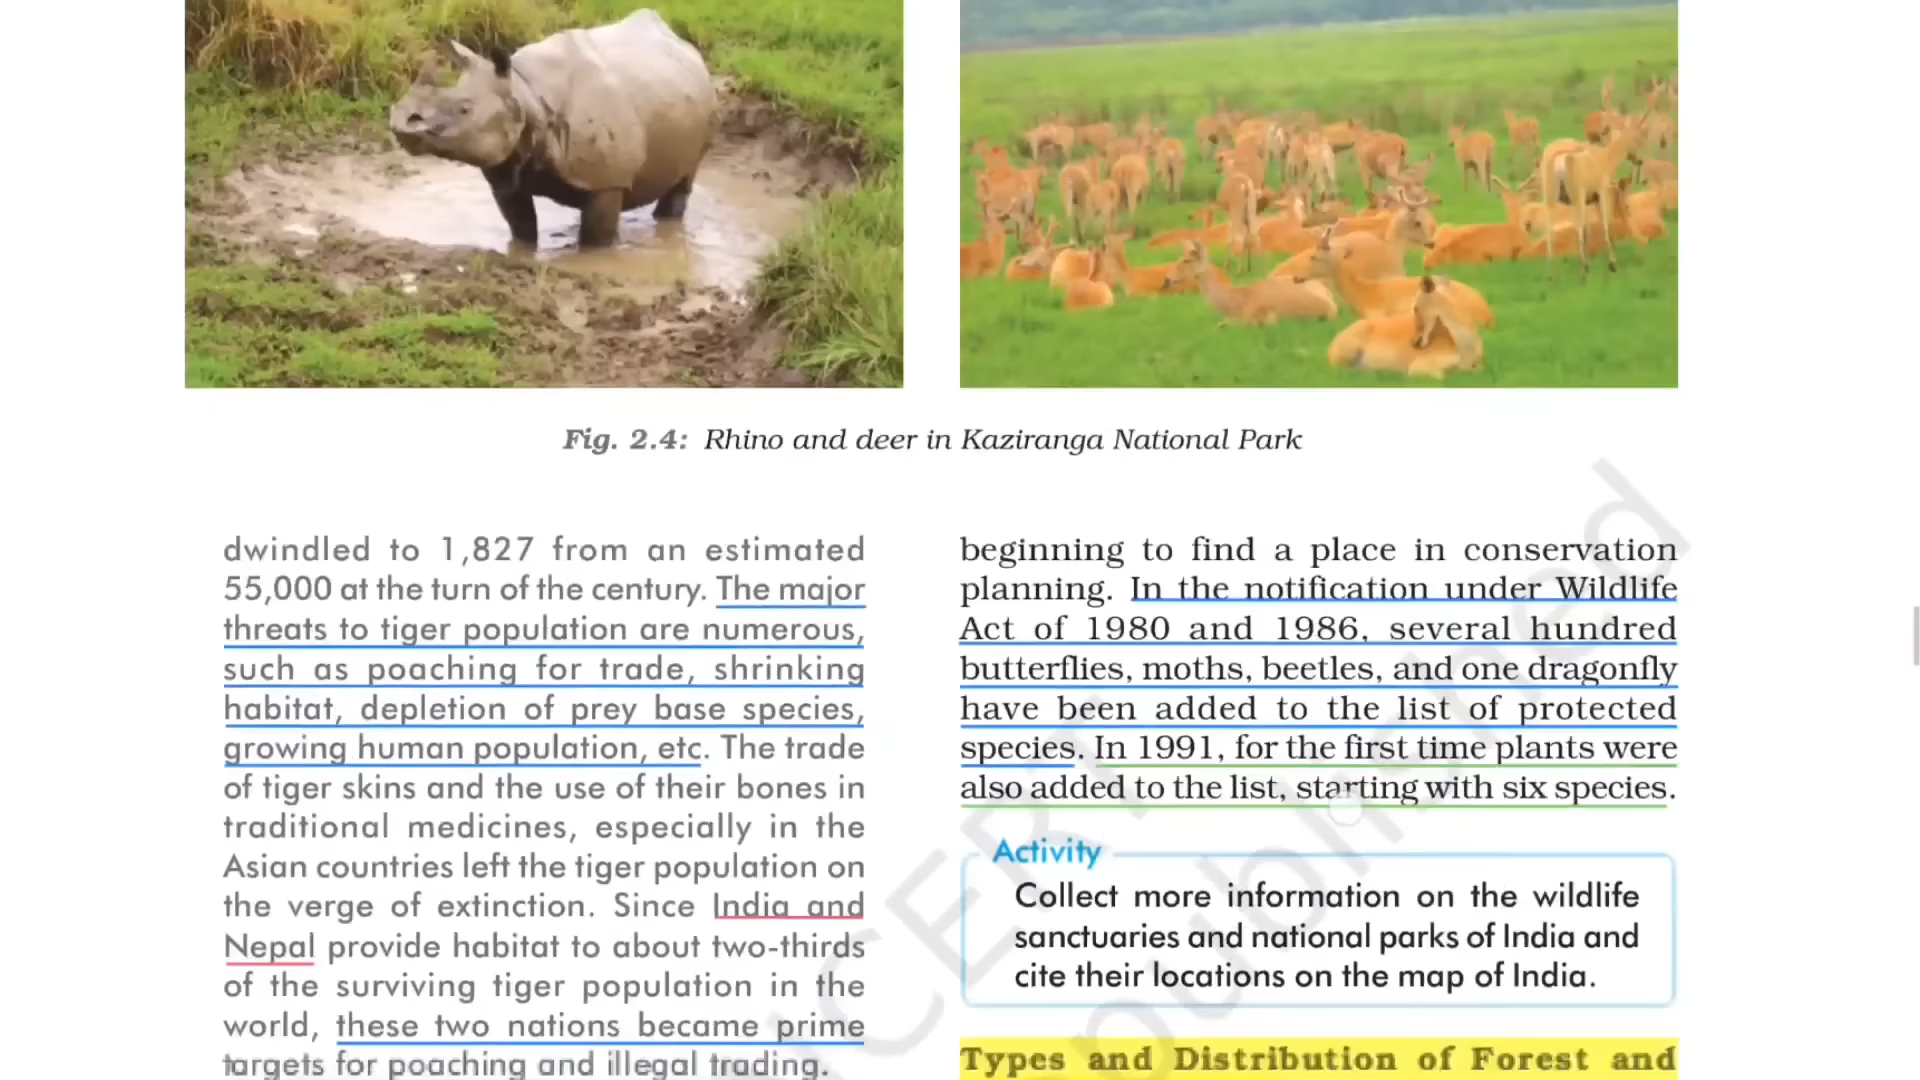 Fig. 2.4: Rhino and deer in Kaziranga National Park
dwindled to 1,827 from an estimated
55,000 at the turn of the century. The major
threats to tiger population are numerous,
such as poaching for trade, shrinking
habitat, depletion of prey base species,
growing human population, etc. The trade
of tiger skins and the use of their bones in
traditional medicines, especially in the
Asian countries left the tiger population on
the verge of extinction. Since India and
Nepal provide habitat to about two-thirds
of the surviving tiger population in the
world, these two nations became prime
targets for poaching and illegal trading.
beginning to find a place in conservation
planning. In the notification under Wildlife
Act of 1980 and 1986, several hundred
butterflies, moths, beetles, and one dragonfly
have been added to the list of protected
species. In 1991, for the first time plants were
also added to the list, starting with six species.
Activity
Collect more information on the wildlife
sanctuaries and national parks of India and
cite their locations on the map of India.
Types and Distribution of Forest and